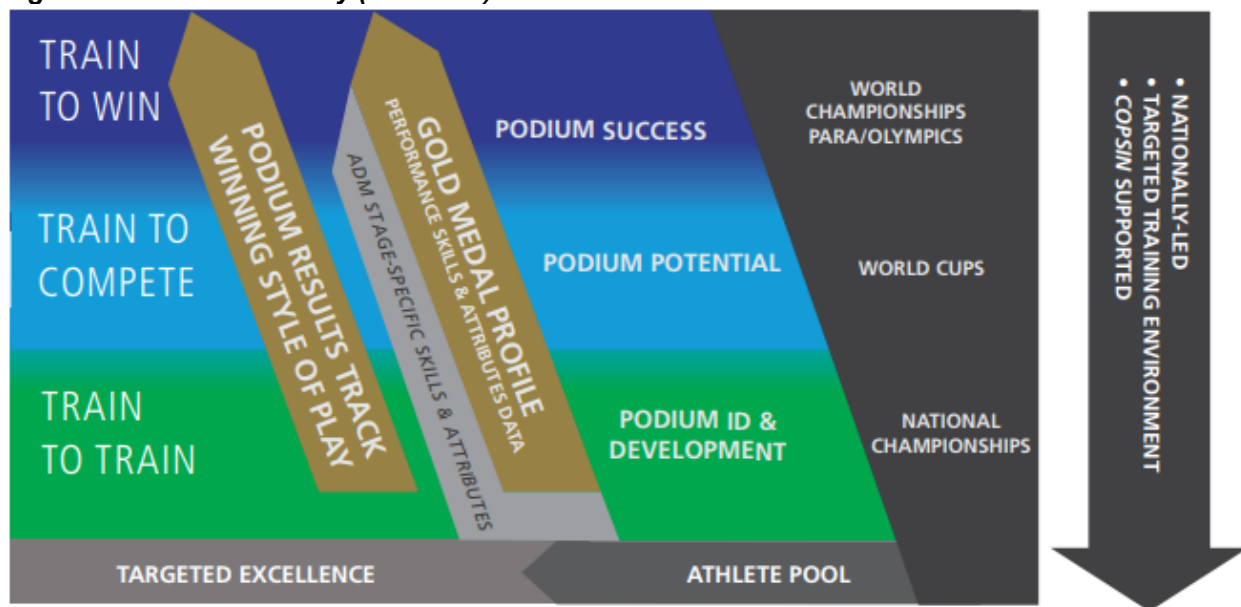 TRAIN
TO WIN
TRAIN TO
COMPETE
TRAIN
TO TRAIN
PODIUM RESULTS TRACK
WINNING STYLE OF PLAY
ADM STAGE-SPECIFIC SKILLS & ATTRIBUTES
GOLD MEDAL PROFILE
PERFORMANCE SKILLS & ATTRIBUTES DATA
PODIUM SUCCESS
PODIUM POTENTIAL
PODIUM ID &
DEVELOPMENT
WORLD
CHAMPIONSHIPS
PARA/OLYMPICS
WORLD CUPS
NATIONAL
CHAMPIONSHIPS
TARGETED EXCELLENCE
ATHLETE POOL
• NATIONALLY-LED
• TARGETED TRAINING ENVIRONMENT
• COPSIN SUPPORTED